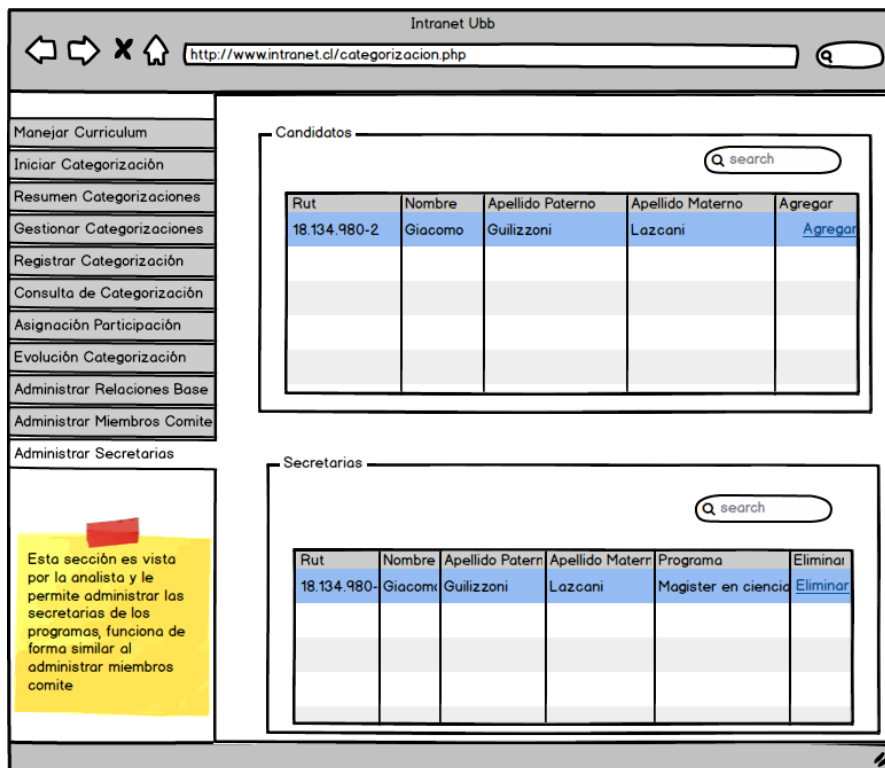 Intranet Ubb
http://www.intranet.cl/categorizacion.php
Manejar Curriculum
Iniciar Categorización
Resumen Categorizaciones
Gestionar Categorizaciones
Registrar Categorización
Consulta de Categorización
Asignación Participación
Evolución Categorización
Administrar Relaciones Base
Administrar Miembros Comite
Administrar Secretarias
Esta sección es vista
por la analista y le
permite administrar las
secretarias de los
programas, funciona de
forma similar al
administrar miembros
comite
Candidatos
search
Rut Nombre Apellido Paterno Apellido Materno Agregar
18.134.980-2 Giacomo Guilizzoni Lazcani Agregar
Secretarias
search
Rut Nombre Apellido Patern Apellido Matern Programa Eliminar
18.134.980- Giacomo Guilizzoni Lazcani Magister en ciencia Eliminar